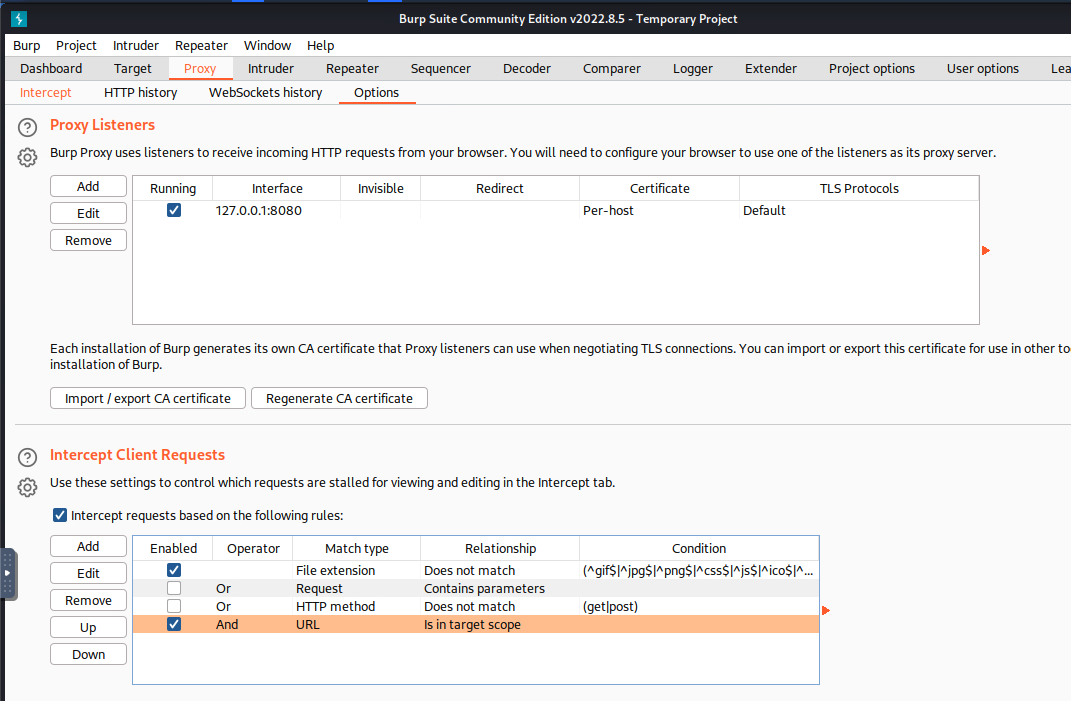 Burp Suite Community Edition v2022.8.5 - Temporary Project
Burp Project Intruder Repeater Window Help
Dashboard Target Proxy Intruder Repeater Sequencer Decoder Comparer Logger Extender Project options User options Lea
Intercept HTTP history WebSockets history Options
Proxy Listeners
Burp Proxy uses listeners to receive incoming HTTP requests from your browser. You will need to configure your browser to use one of the listeners as its proxy server.
Add
Edit
Remove
Running Interface Invisible Redirect Certificate TLS Protocols
127.0.0.1:8080 Per-host Default
Each installation of Burp generates its own CA certificate that Proxy listeners can use when negotiating TLS connections. You can import or export this certificate for use in other to
installation of Burp.
Import / export CA certificate Regenerate CA certificate
Intercept Client Requests
Use these settings to control which requests are stalled for viewing and editing in the Intercept tab.
Intercept requests based on the following rules:
Add
Edit
Remove
Up
Down
Enabled Operator Match type Relationship Condition
File extension Does not match (^gif$|^jpg$|^png$|^css$|^js$|^ico$|^...
Or Request Contains parameters
Or HTTP method Does not match (get|post)
And URL Is in target scope